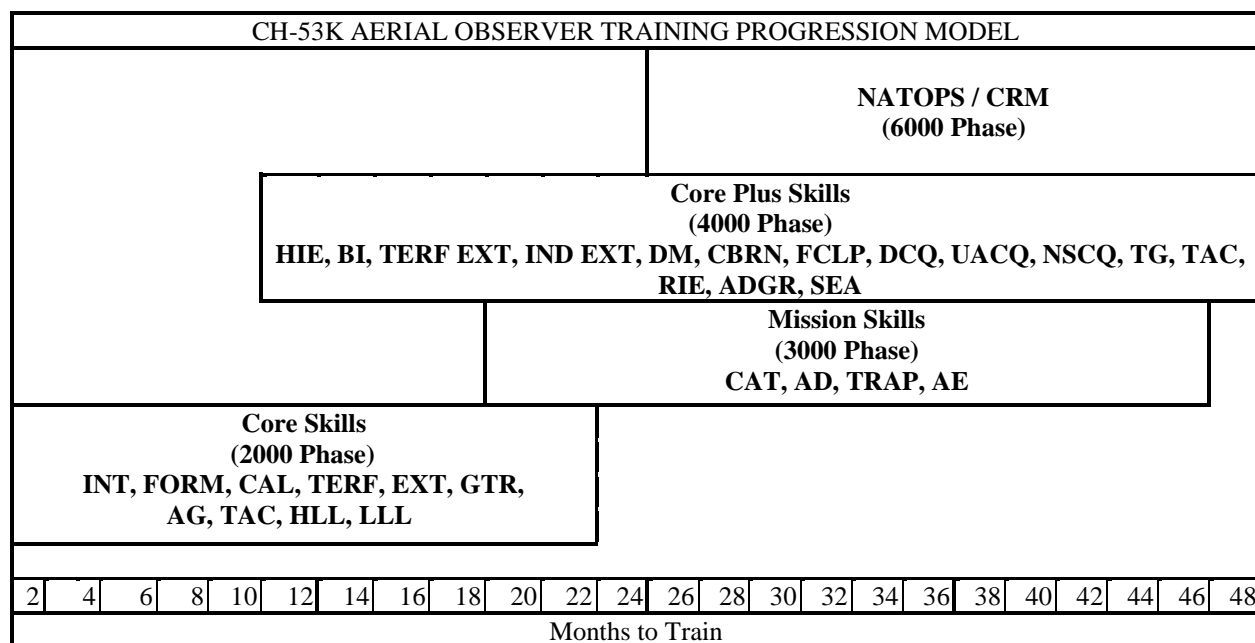 CH-53K AERIAL OBSERVER TRAINING PROGRESSION MODEL
NATOPS / CRM
(6000 Phase)
Core Plus Skills
(4000 Phase)
HIE, BI, TERF EXT, IND EXT, DM, CBRN, FCLP, DCQ, UACQ, NSCQ, TG, TAC,
RIE, ADGR, SEA
Mission Skills
(3000 Phase)
CAT, AD, TRAP, AE
Core Skills
(2000 Phase)
INT, FORM, CAL, TERF, EXT, GTR,
AG, TAC, HLL, LLL
2 4 6 8 10 12 14 16 18 20 22 24 26 28 30 32 34 36 38 40 42 44 46 48
Months to Train